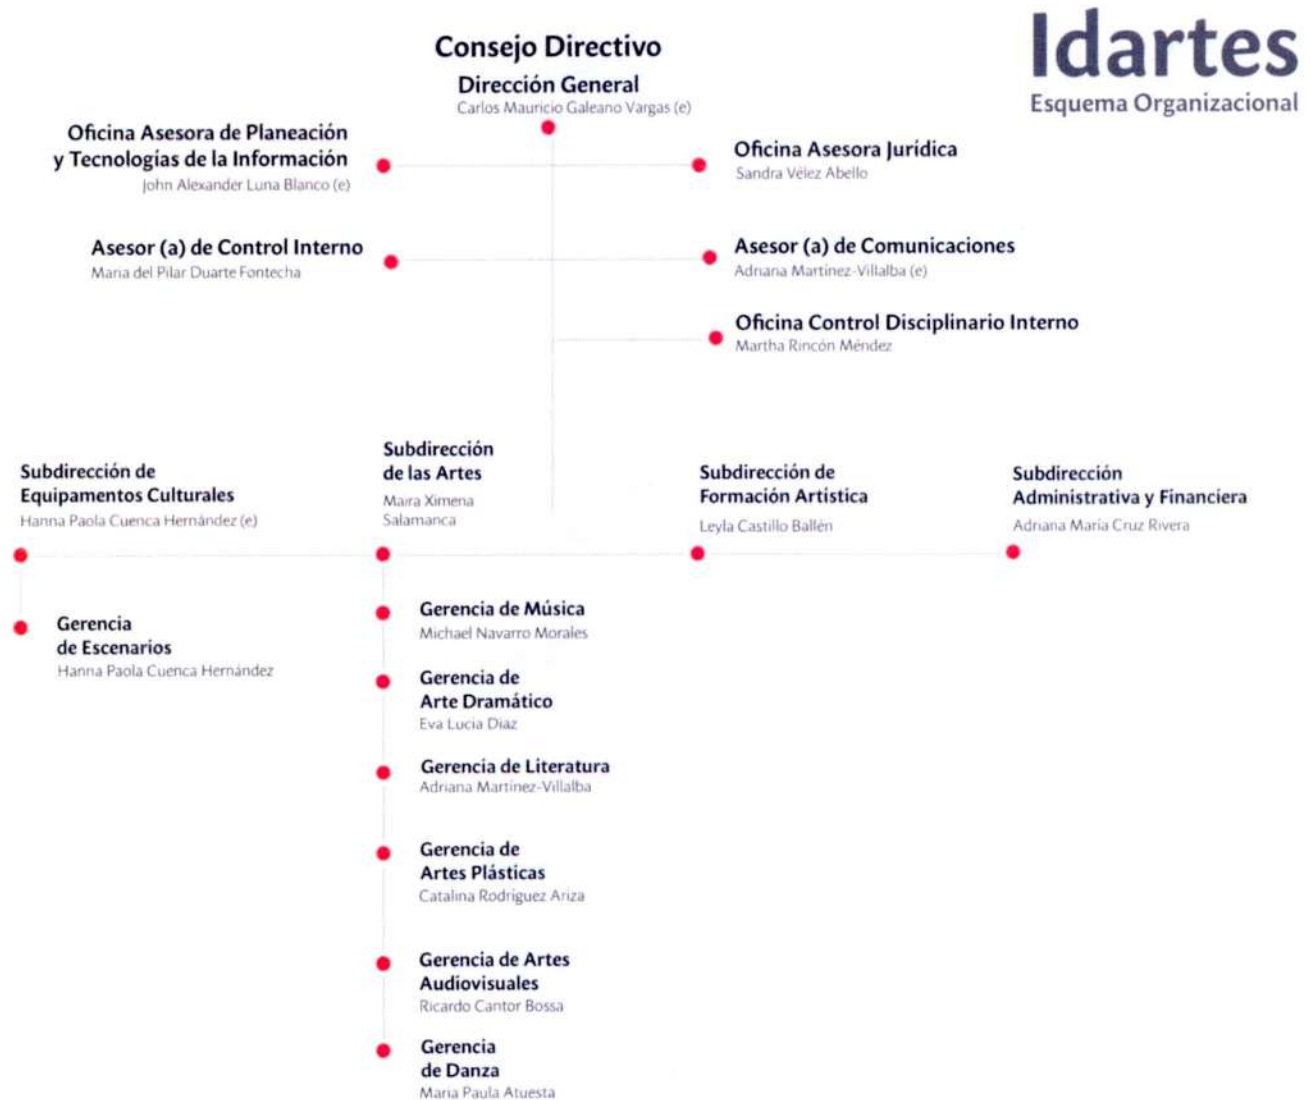 Idartes
Esquema Organizacional
Consejo Directivo
Dirección General
Carlos Mauricio Galeano Vargas (e)
Oficina Asesora de Planeación
y Tecnologías de la Información
John Alexander Luna Blanco (e)
Oficina Asesora Jurídica
Sandra Vélez Abello
Asesor (a) de Control Interno
Maria del Pilar Duarte Fontecha
Asesor (a) de Comunicaciones
Adriana Martínez-Villalba (e)
Oficina Control Disciplinario Interno
Martha Rincón Méndez
Subdirección de
Equipamentos Culturales
Hanna Paola Cuenca Hernández (e)
Subdirección
de las Artes
Maira Ximena
Salamanca
Subdirección de
Formación Artística
Leyla Castillo Ballén
Subdirección
Administrativa y Financiera
Adriana María Cruz Rivera
Gerencia
de Escenarios
Hanna Paola Cuenca Hernández
Gerencia de Música
Michael Navarro Morales
Gerencia de
Arte Dramático
Eva Lucia Diaz
Gerencia de Literatura
Adriana Martínez-Villalba
Gerencia de
Artes Plásticas
Catalina Rodríguez Ariza
Gerencia de Artes
Audiovisuales
Ricardo Cantor Bossa
Gerencia
de Danza
Maria Paula Atuesta